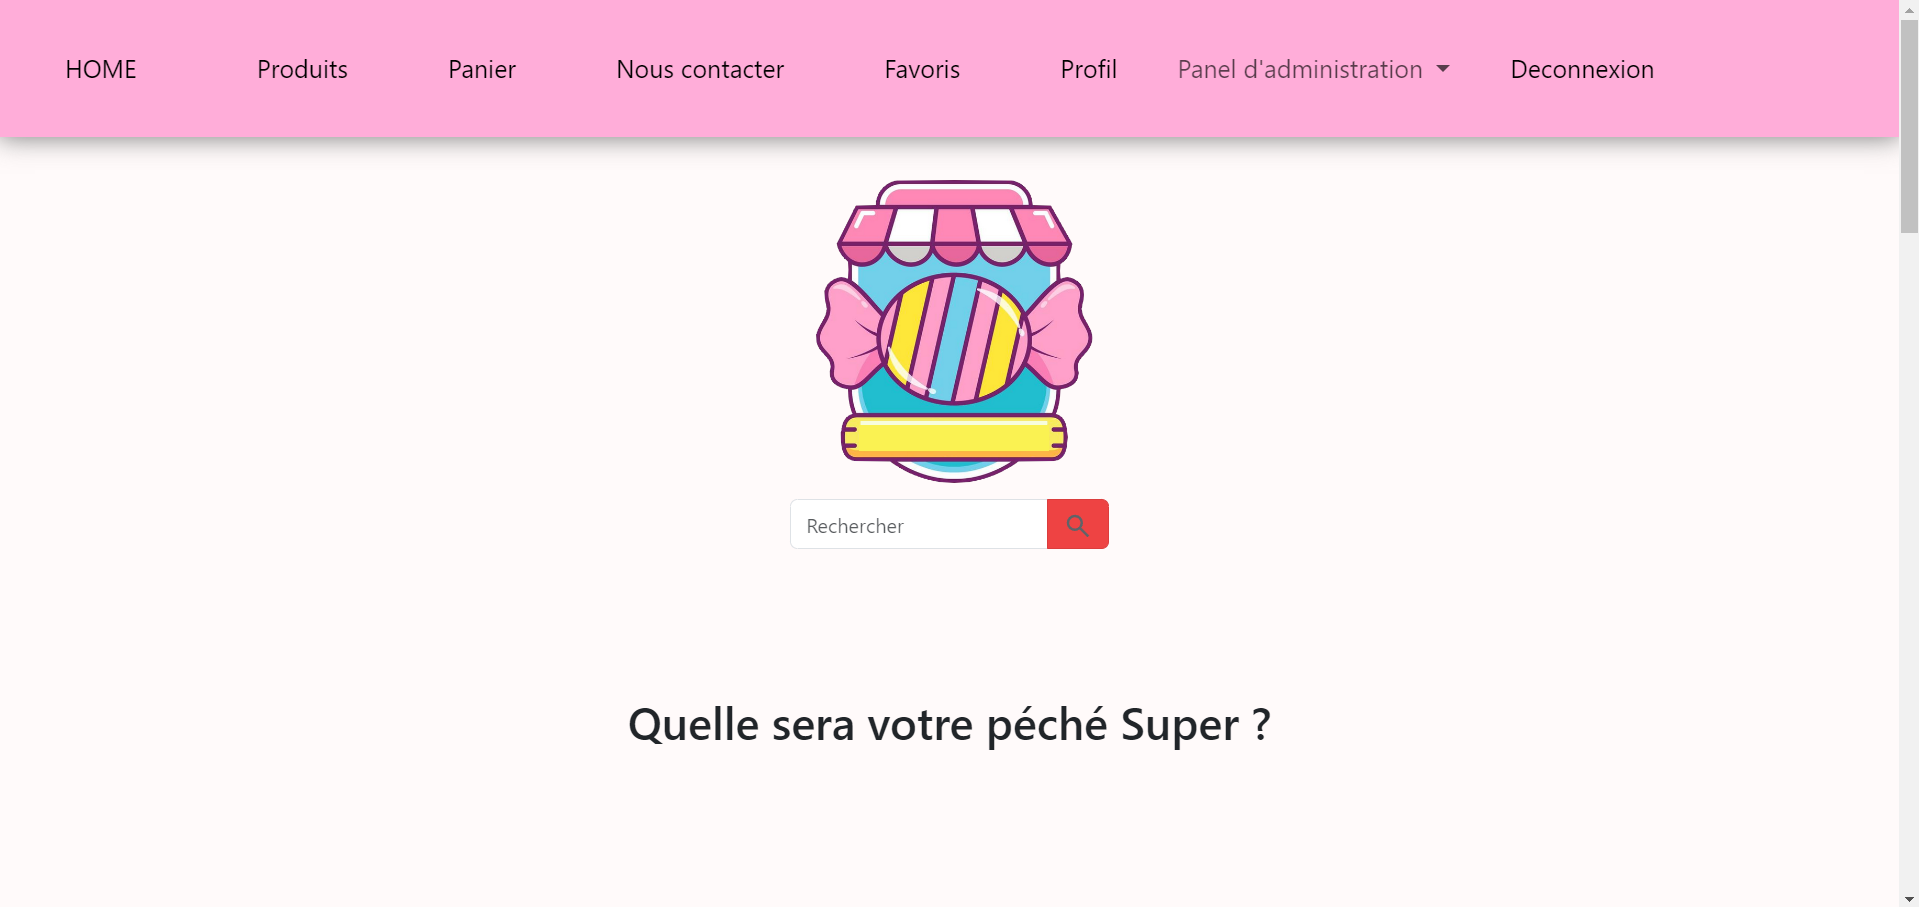 HOME Produits Panier Nous contacter Favoris Profil Panel d'administration Deconnexion
Rechercher
Quelle sera votre péché Super ?